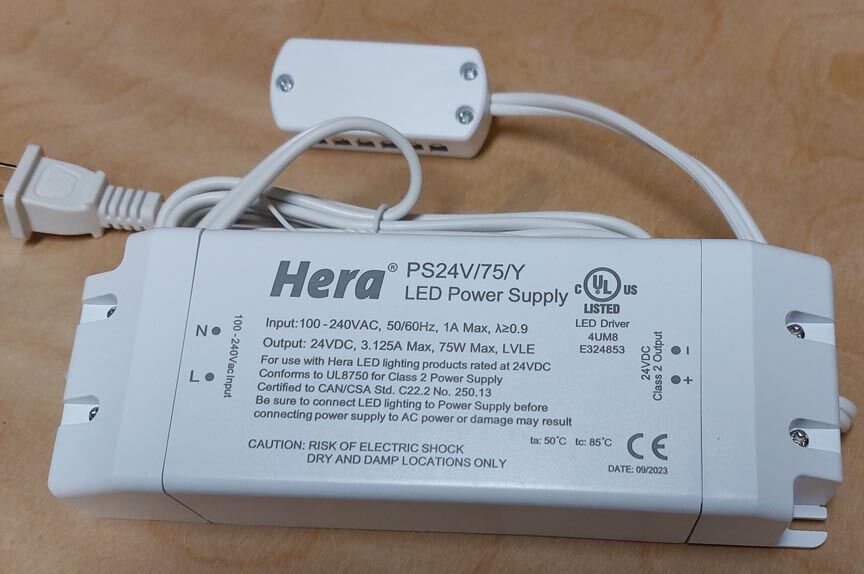 Hera® PS24V/75/Y
LED Power Supply
Input:100-240VAC, 50/60Hz, 1A Max, λ≥0.9
Output: 24VDC, 3.125A Max, 75W Max, LVLE
For use with Hera LED lighting products rated at 24VDC
Conforms to UL8750 for Class 2 Power Supply
Certified to CAN/CSA Std. C22.2 No. 250.13
Be sure to connect LED lighting to Power Supply before
connecting power supply to AC power or damage may result
CAUTION: RISK OF ELECTRIC SHOCK
DRY AND DAMP LOCATIONS ONLY
N
L
100-240Vac Input
c UL US
LISTED
LED Driver
4UM8
E324853
24VDC
Class 2 Output
-
+
ta: 50°C tc: 85°C
CE
DATE: 09/2023